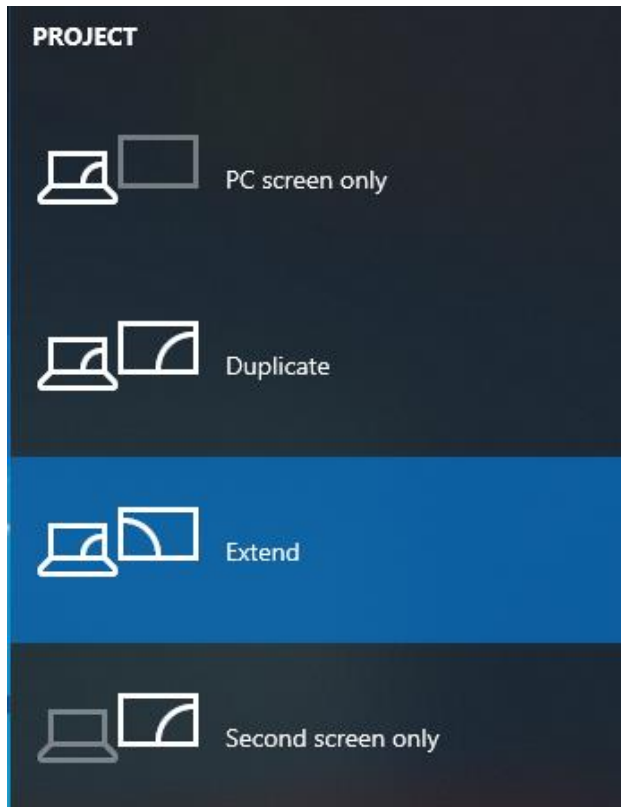 PROJECT
PC screen only
Duplicate
Extend
Second screen only